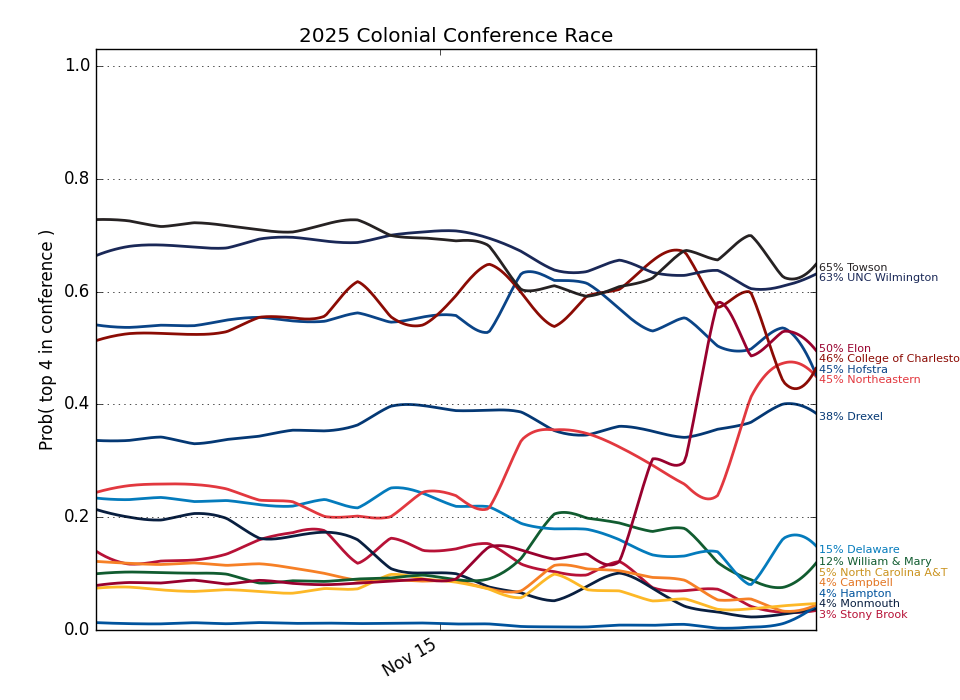 2025 Colonial Conference Race
1.0
0.8
0.6
0.4
0.2
0.0
Prob( top 4 in conference )
Nov 15
65% Towson
63% UNC Wilmington
50% Elon
46% College of Charlesto
45% Hofstra
45% Northeastern
38% Drexel
15% Delaware
12% William & Mary
5% North Carolina A&T
4% Campbell
4% Hampton
4% Monmouth
3% Stony Brook